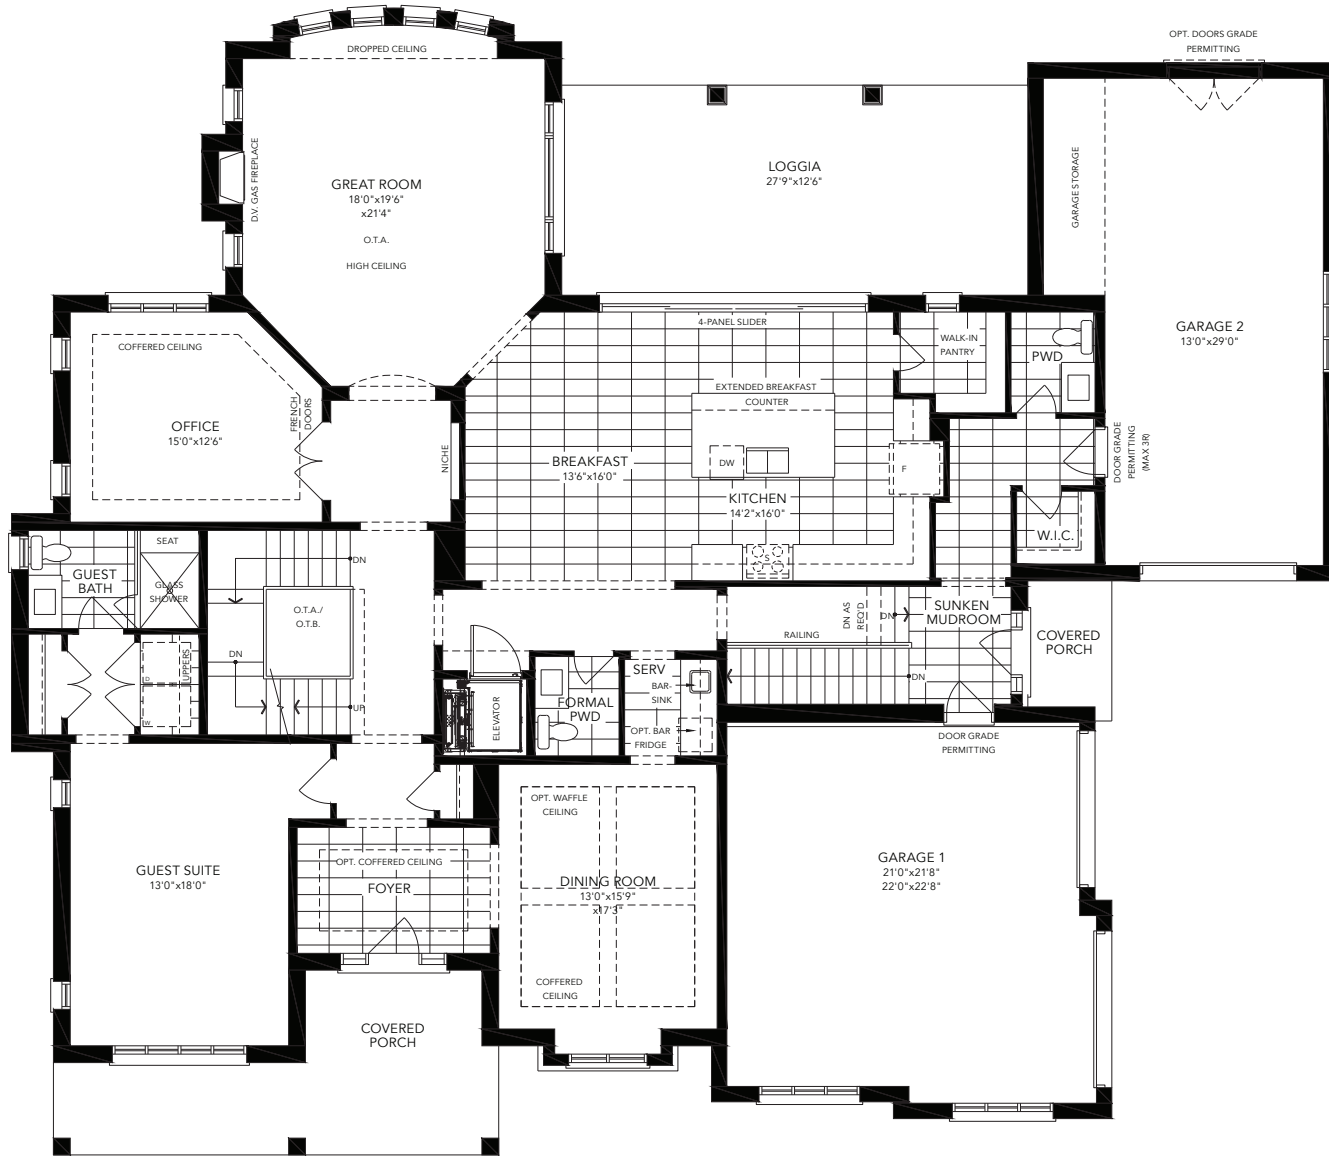 OPT. DOORS GRADE
PERMITTING
DROPPED CEILING
D.V. GAS FIREPLACE
GREAT ROOM
18'0"x19'6"
x21'4"
O.T.A.
HIGH CEILING
LOGGIA
27'9"x12'6"
GARAGE STORAGE
GARAGE 2
13'0"x29'0"
COFFERED CEILING
OFFICE
15'0"x12'6"
FRENCH
DOORS
NICHE
4-PANEL SLIDER
WALK-IN
PANTRY
PWD
EXTENDED BREAKFAST
COUNTER
BREAKFAST
13'6"x16'0"
DW
F
KITCHEN
14'2"x16'0"
S
DOOR GRADE
PERMITTING
(MAX 3R)
W.I.C.
SEAT
GUEST
BATH
GLASS
SHOWER
DN
O.T.A./
O.T.B.
DN
UP
UPPERS
D
W
RAILING
DN AS
REQ'D
DN
SUNKEN
MUDROOM
COVERED
PORCH
DN
ELEVATOR
FORMAL
PWD
SERV
BAR-
SINK
OPT. BAR
FRIDGE
DOOR GRADE
PERMITTING
GUEST SUITE
13'0"x18'0"
OPT. COFFERED CEILING
FOYER
OPT. WAFFLE
CEILING
DINING ROOM
13'0"x15'9"
x17'3"
COFFERED
CEILING
GARAGE 1
21'0"x21'8"
22'0"x22'8"
COVERED
PORCH